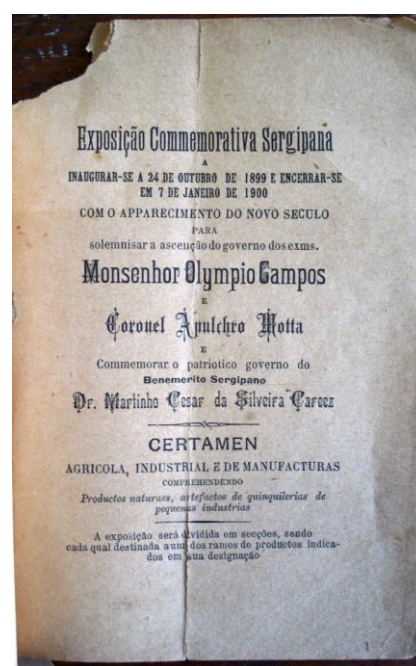 Exposição Commemorativa Sergipana
A
INAUGURAR-SE A 24 DE OUTUBRO DE 1899 E ENCERRAR-SE
EM 7 DE JANEIRO DE 1900
COM O APPARECIMENTO DO NOVO SECULO
PARA
solemnisar a ascenção do governo dos exms.
Monsenhor Olympio Campos
E
Coronel Apulchro Motta
E
Commemorar o patriotico governo do
Benemerito Sergipano
Dr. Martinho Cesar da Silveira Garcez
CERTAMEN
AGRICOLA, INDUSTRIAL E DE MANUFACTURAS
COMPREHENDENDO
Productos naturaes, artefactos de quinquilerias de
pequenas industrias
A exposição será dividida em secções, sendo
cada qual destinada a um dos ramos de productos indica-
dos em sua designação
1